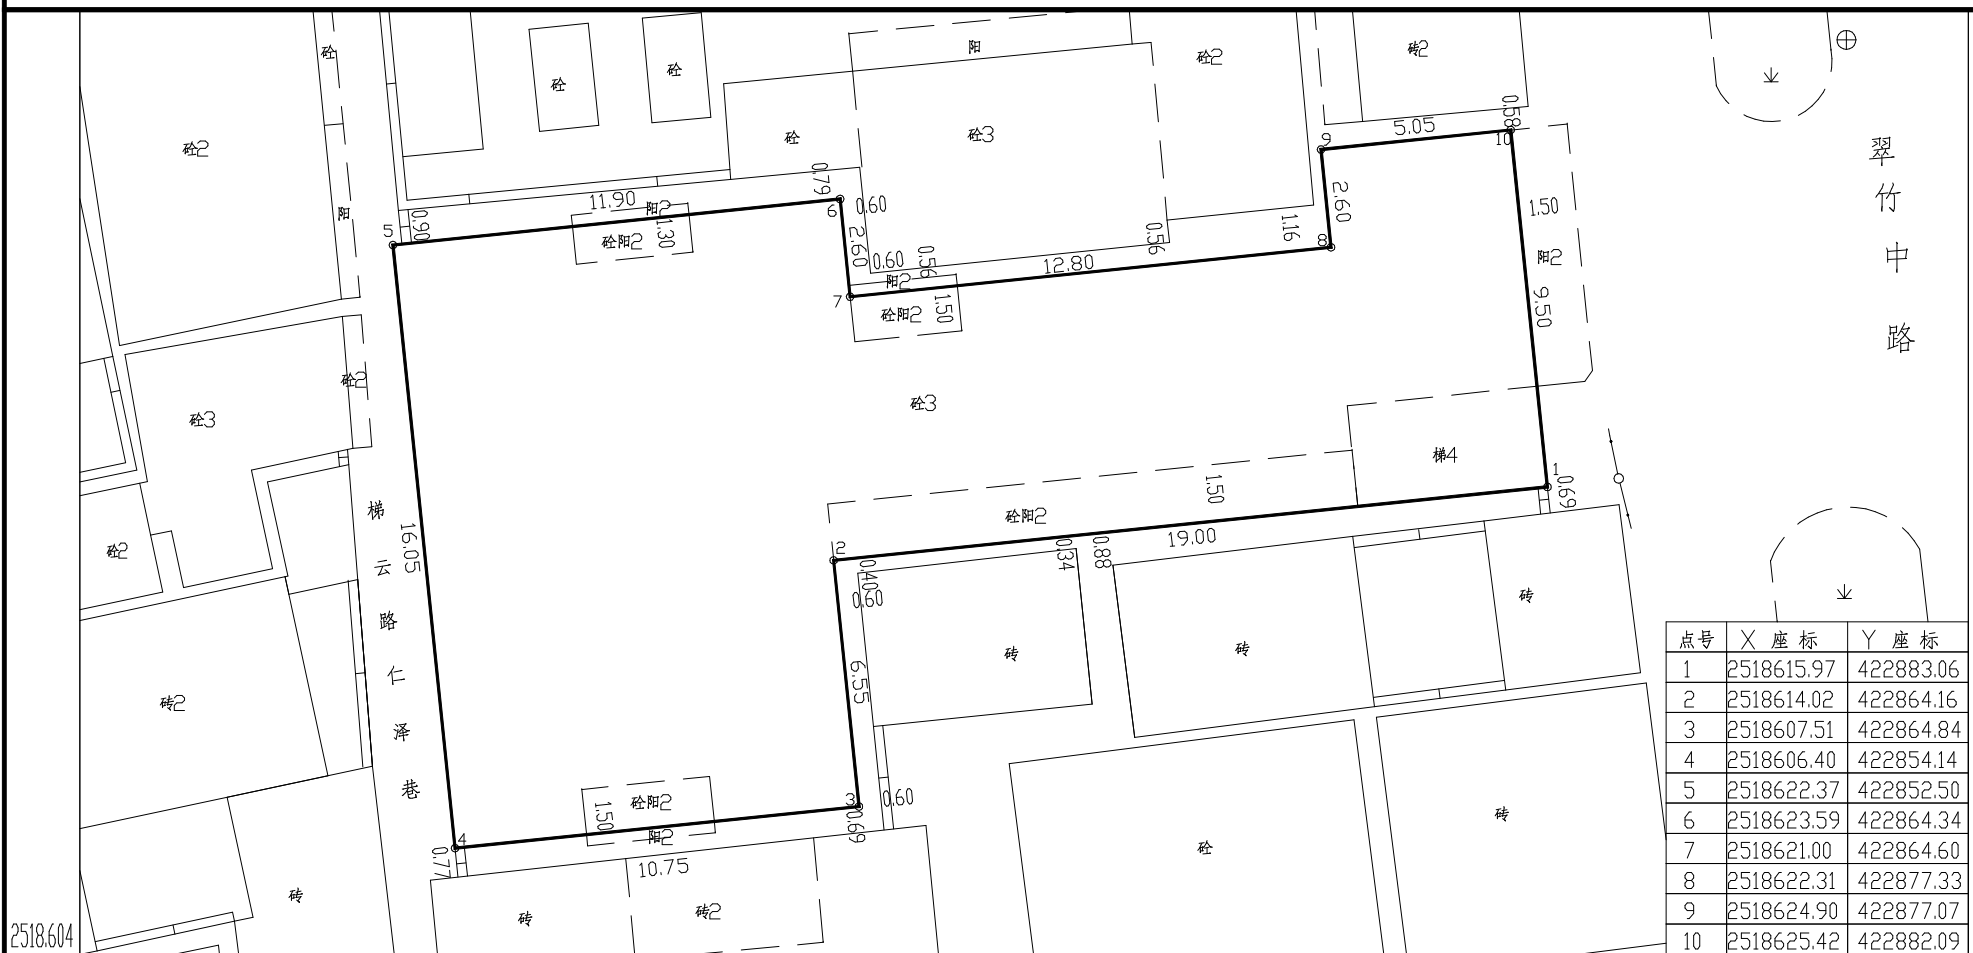 砼
阳
砼2
砖2
砼
砼
砼2
砼
砼3
0.58
9
5.05
10
翠竹中路
0.79
11.90
阳2
6
0.60
阳
0.90
5
砼阳2
1.30
2.60
0.60
0.56
阳2
0.56
12.80
1.16
8
2.60
1.50
阳2
7
砼阳2
1.50
9.50
砼2
砼3
砼3
梯4
1
0.69
1.50
砼阳2
梯云路仁泽巷
16.05
2
19.00
0.34
0.88
0.40
0.60
砼2
砖
砖
砖
6.55
砖2
砼阳2
1.50
阳2
3
0.60
0.69
4
0.77
10.75
砼
砖
砖
砖
砖2
2518.604
点号 X 座标 Y 座标
1 2518615.97 422883.06
2 2518614.02 422864.16
3 2518607.51 422864.84
4 2518606.40 422854.14
5 2518622.37 422852.50
6 2518623.59 422864.34
7 2518621.00 422864.60
8 2518622.31 422877.33
9 2518624.90 422877.07
10 2518625.42 422882.09